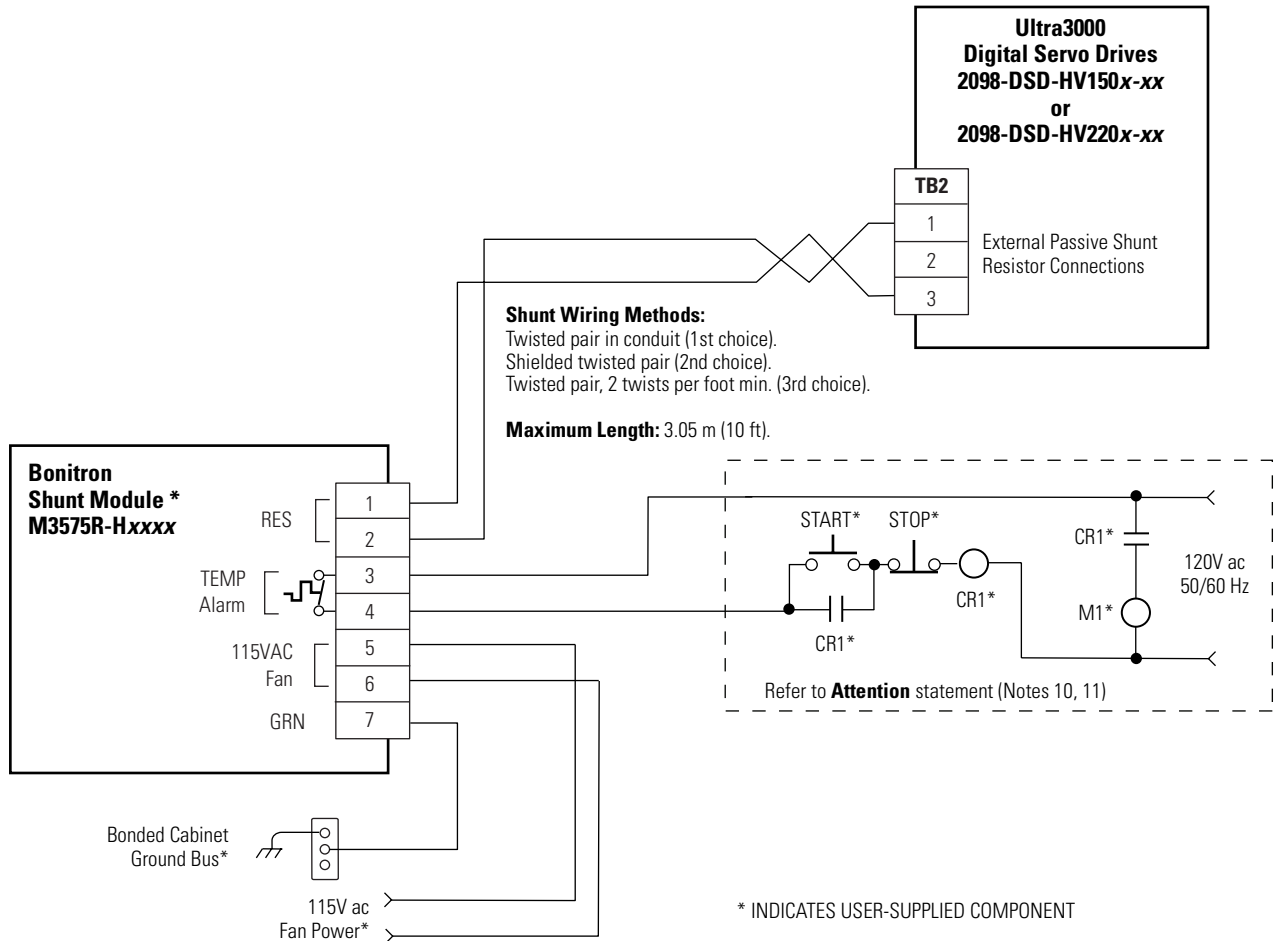 Ultra3000
Digital Servo Drives
2098-DSD-HV150x-xx
or
2098-DSD-HV220x-xx
TB2
1
2
3
External Passive Shunt
Resistor Connections
Shunt Wiring Methods:
Twisted pair in conduit (1st choice).
Shielded twisted pair (2nd choice).
Twisted pair, 2 twists per foot min. (3rd choice).
Maximum Length: 3.05 m (10 ft).
Bonitron
Shunt Module *
M3575R-Hxxxx
RES
TEMP
Alarm
115VAC
Fan
GRN
1
2
3
4
5
6
7
START*
STOP*
CR1*
CR1*
CR1*
M1*
120V ac
50/60 Hz
Refer to Attention statement (Notes 10, 11)
Bonded Cabinet
Ground Bus*
115V ac
Fan Power*
* INDICATES USER-SUPPLIED COMPONENT